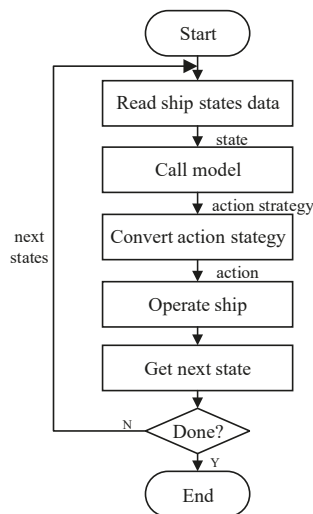 Start
Read ship states data
state
Call model
action strategy
Convert action stategy
action
Operate ship
Get next state
next
states
N
Done?
Y
End